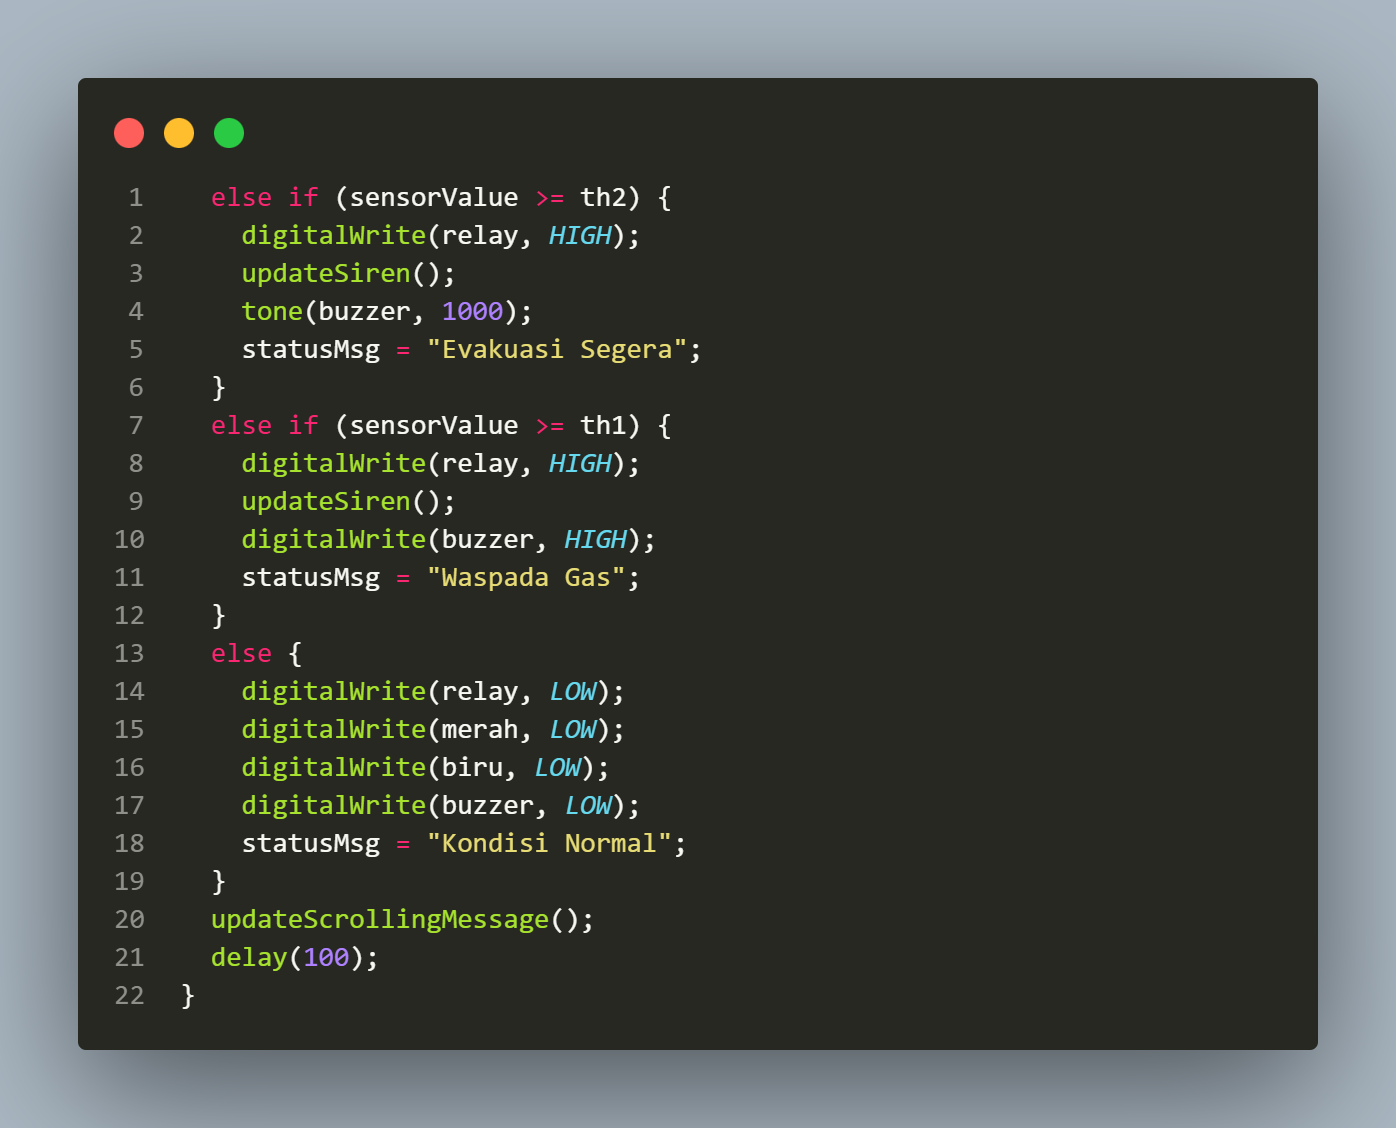 1 else if (sensorValue >= th2) {
2 digitalWrite(relay, HIGH);
3 updateSiren();
4 tone(buzzer, 1000);
5 statusMsg = "Evakuasi Segera";
6 }
7 else if (sensorValue >= th1) {
8 digitalWrite(relay, HIGH);
9 updateSiren();
10 digitalWrite(buzzer, HIGH);
11 statusMsg = "Waspada Gas";
12 }
13 else {
14 digitalWrite(relay, LOW);
15 digitalWrite(merah, LOW);
16 digitalWrite(biru, LOW);
17 digitalWrite(buzzer, LOW);
18 statusMsg = "Kondisi Normal";
19 }
20 updateScrollingMessage();
21 delay(100);
22 }